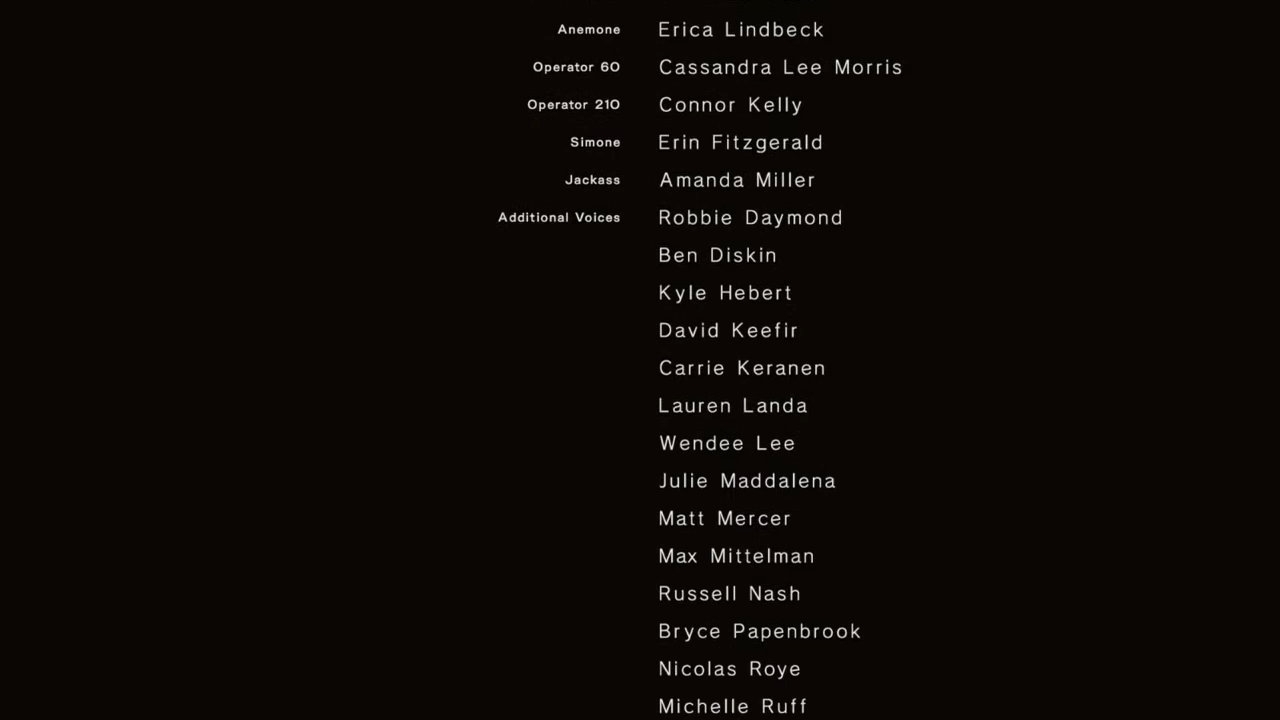 Anemone Erica Lindbeck
Operator 6O Cassandra Lee Morris
Operator 21O Connor Kelly
Simone Erin Fitzgerald
Jackass Amanda Miller
Additional Voices Robbie Daymond
Ben Diskin
Kyle Hebert
David Keefir
Carrie Keranen
Lauren Landa
Wendee Lee
Julie Maddalena
Matt Mercer
Max Mittelman
Russell Nash
Bryce Papenbrook
Nicolas Roye
Michelle Ruff